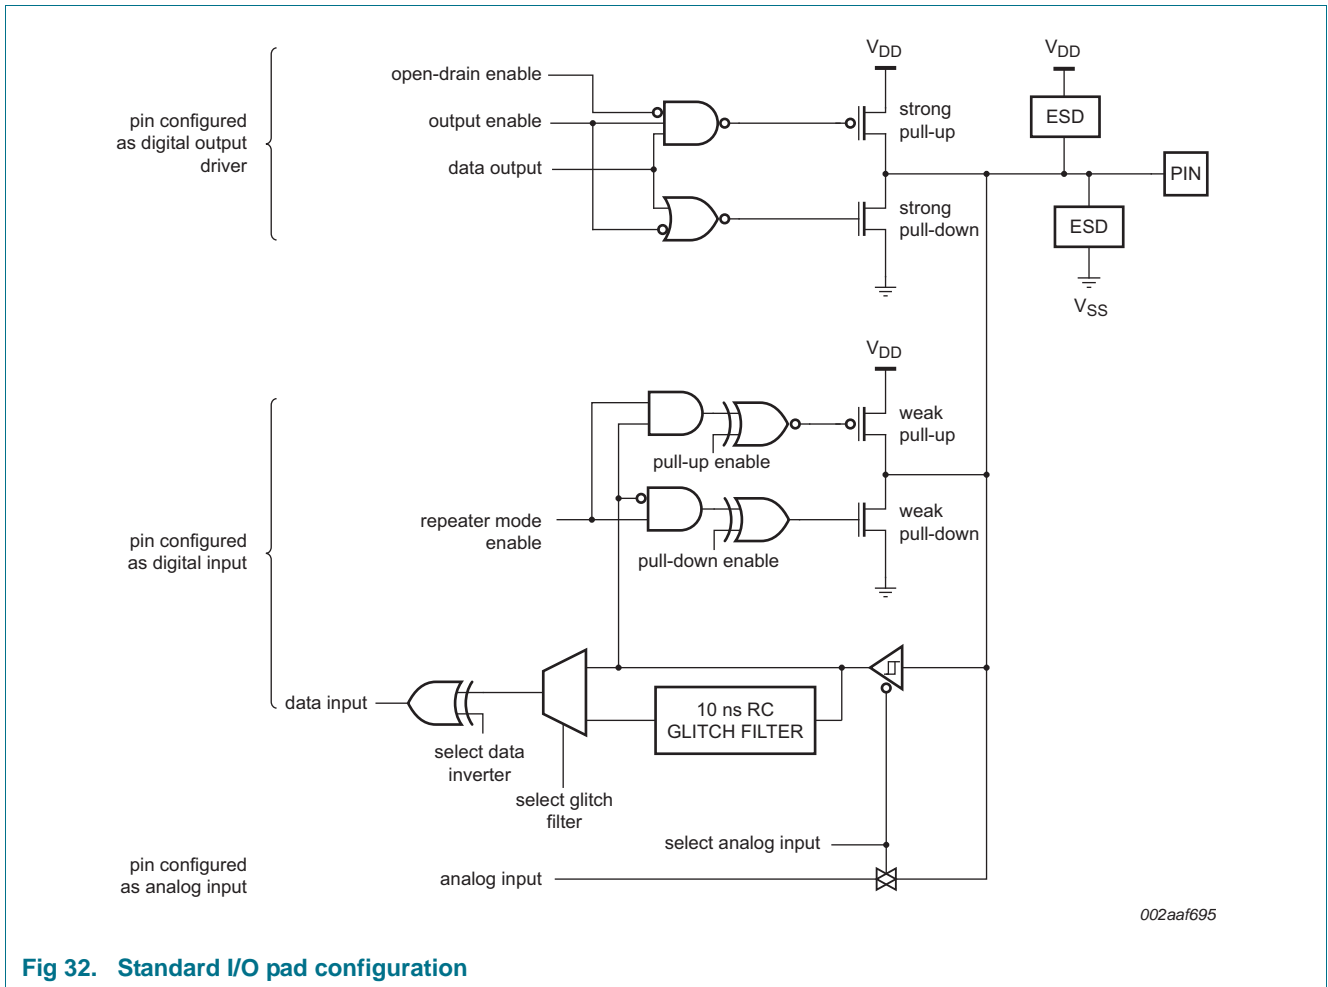 VDD
VDD
open-drain enable
strong
pull-up
ESD
pin configured
as digital output
driver
output enable
data output
PIN
strong
pull-down
ESD
VSS
VDD
weak
pull-up
pull-up enable
repeater mode
enable
weak
pull-down
pin configured
as digital input
pull-down enable
data input
10 ns RC
GLITCH FILTER
select data
inverter
select glitch
filter
select analog input
pin configured
as analog input
analog input
002aaf695
Fig 32. Standard I/O pad configuration